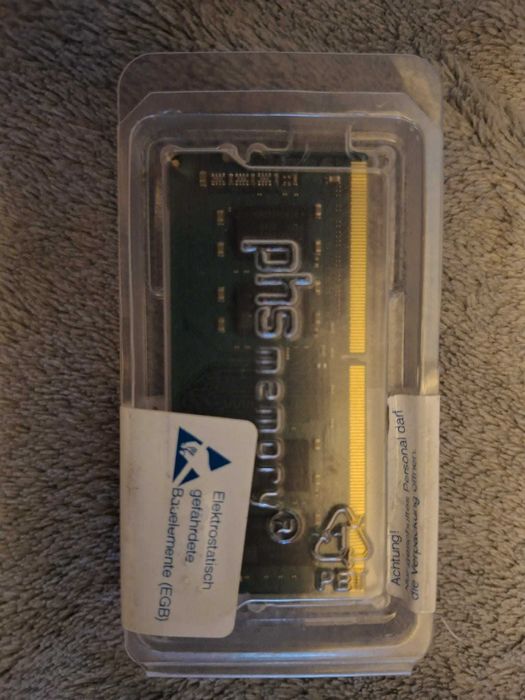 phs memory®
PET
Elektrostatisch
gefährdete
Bauelemente (EGB)
Achtung!
Personal darf
die Verpackung öffnen.